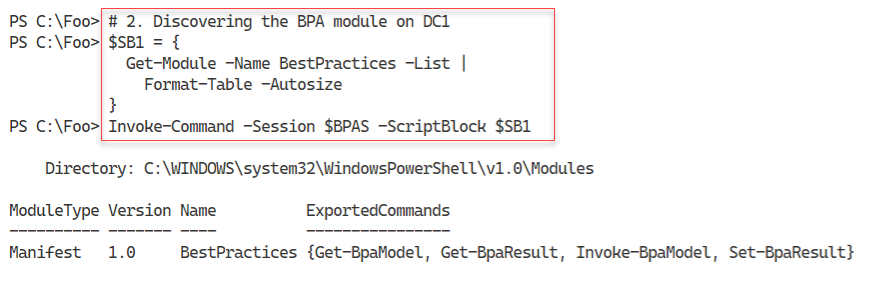 PS C:\Foo> # 2. Discovering the BPA module on DC1
PS C:\Foo> $SB1 = {
  Get-Module -Name BestPractices -List |
    Format-Table -Autosize
}
PS C:\Foo> Invoke-Command -Session $BPAS -ScriptBlock $SB1
    Directory: C:\WINDOWS\system32\WindowsPowerShell\v1.0\Modules
ModuleType Version Name          ExportedCommands
---------- ------- ----          ----------------
Manifest   1.0     BestPractices {Get-BpaModel, Get-BpaResult, Invoke-BpaModel, Set-BpaResult}